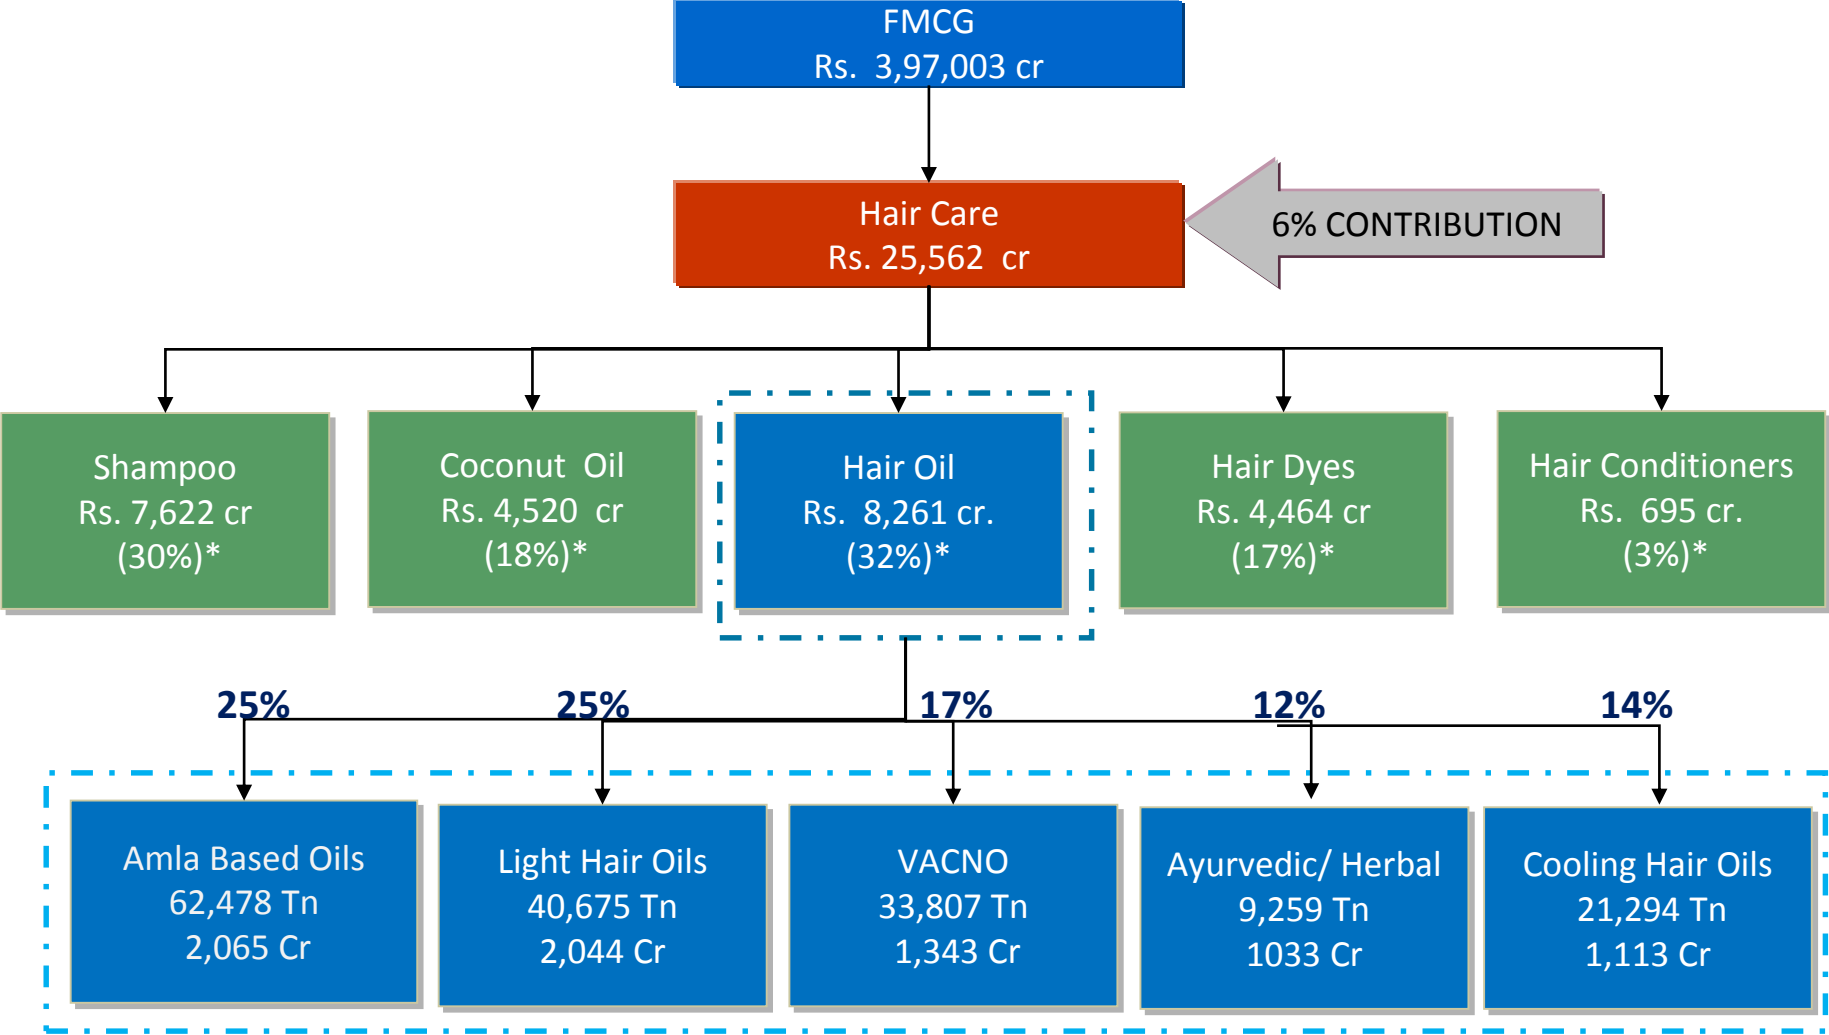 FMCG
Rs. 3,97,003 cr
Hair Care
Rs. 25,562 cr
6% CONTRIBUTION
Shampoo
Rs. 7,622 cr
(30%)*
Coconut Oil
Rs. 4,520 cr
(18%)*
Hair Oil
Rs. 8,261 cr.
(32%)*
Hair Dyes
Rs. 4,464 cr
(17%)*
Hair Conditioners
Rs. 695 cr.
(3%)*
25%
25%
17%
12%
14%
Amla Based Oils
62,478 Tn
2,065 Cr
Light Hair Oils
40,675 Tn
2,044 Cr
VACNO
33,807 Tn
1,343 Cr
Ayurvedic/ Herbal
9,259 Tn
1033 Cr
Cooling Hair Oils
21,294 Tn
1,113 Cr